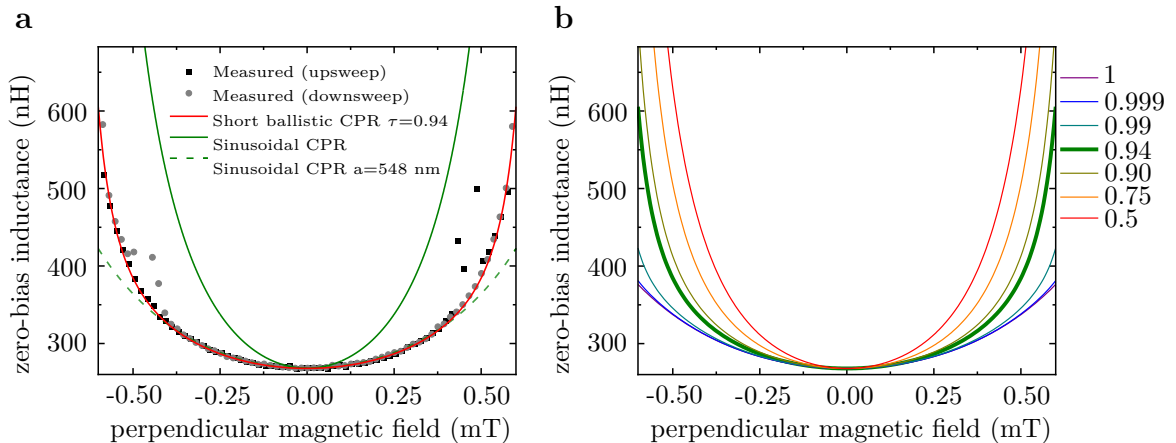 a
zero-bias inductance (nH)
600
500
400
300
-0.50
-0.25
0.00
0.25
0.50
perpendicular magnetic field (mT)
Measured (upsweep)
Measured (downsweep)
Short ballistic CPR τ=0.94
Sinusoidal CPR
Sinusoidal CPR a=548 nm
b
zero-bias inductance (nH)
600
500
400
300
-0.50
-0.25
0.00
0.25
0.50
perpendicular magnetic field (mT)
1
0.999
0.99
0.94
0.90
0.75
0.5